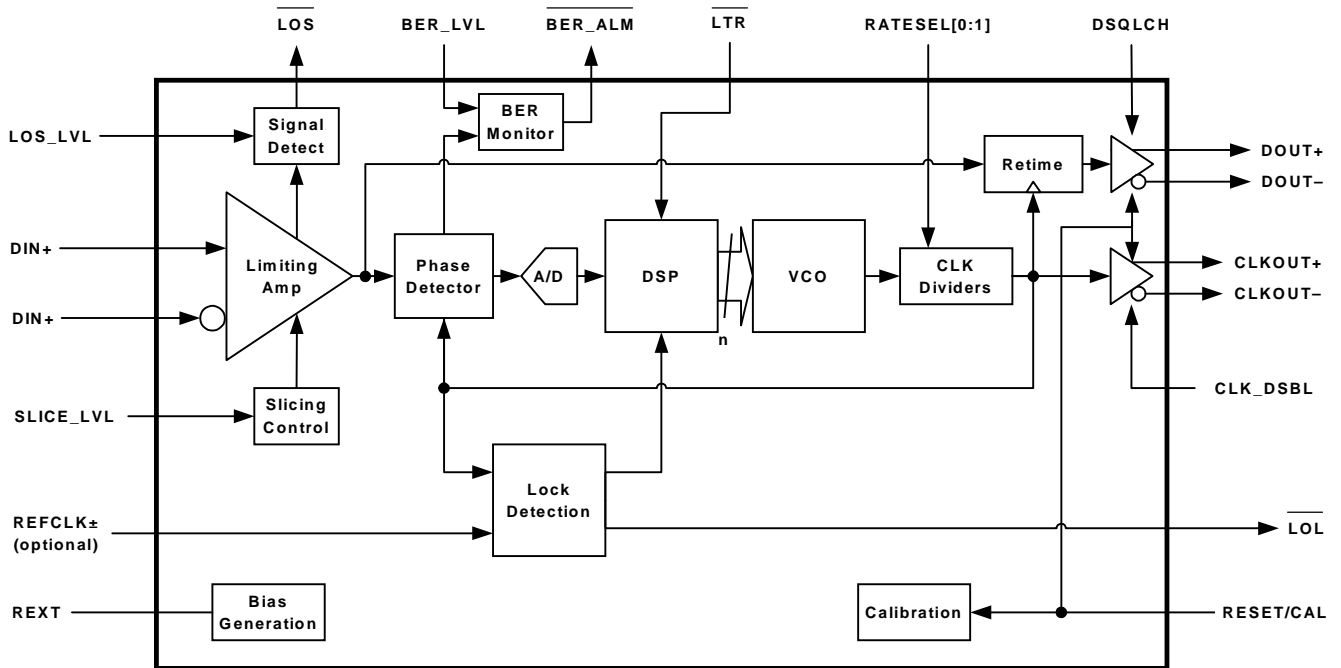 LOS
BER_LVL
BER_ALM
LTR
RATESEL[0:1]
DSQLCH
LOS_LVL
Signal
Detect
BER
Monitor
Retime
DOUT+
DOUT–
DIN+
Limiting
Amp
Phase
Detector
A/D
DSP
n
VCO
CLK
Dividers
CLKOUT+
CLKOUT–
DIN+
SLICE_LVL
Slicing
Control
CLK_DSBL
Lock
Detection
REFCLK±
(optional)
LOL
REXT
Bias
Generation
Calibration
RESET/CAL